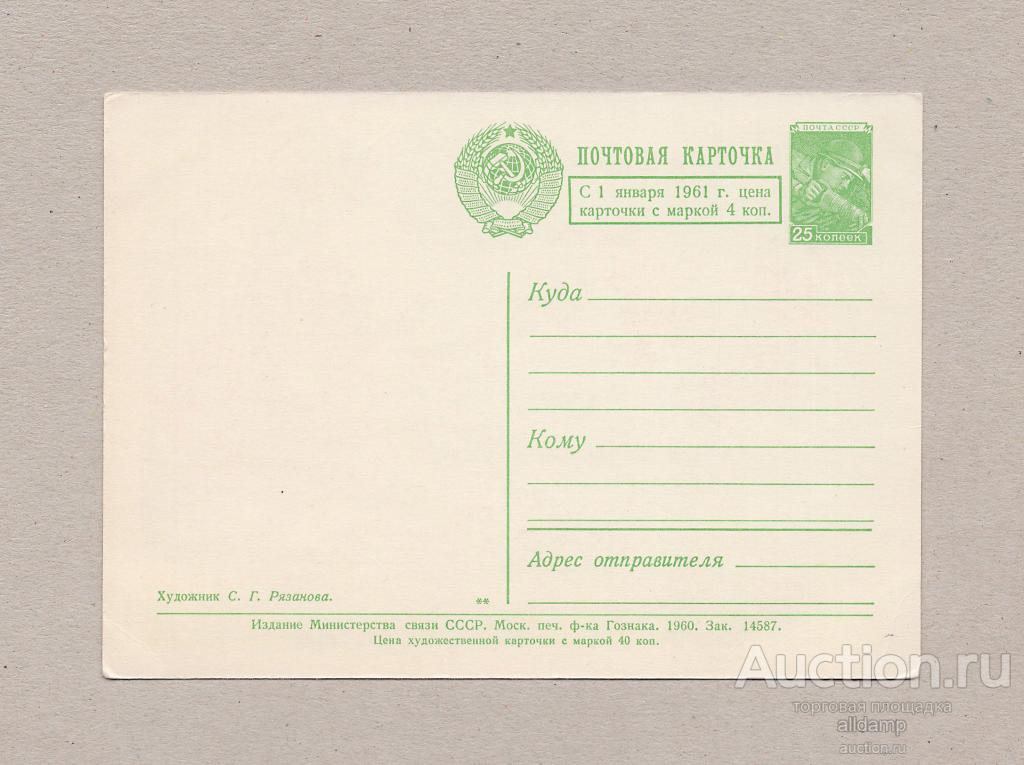 ПОЧТА СССР
ПОЧТОВАЯ КАРТОЧКА
С 1 января 1961 г. цена
карточки с маркой 4 коп.
25 копеек
Куда
Кому
Адрес отправителя
Художник С. Г. Рязанова.
**
Издание Министерства связи СССР. Моск. печ. ф-ка Гознака. 1960. Зак. 14587.
Цена художественной карточки с маркой 40 коп.
Auction.ru
торговая площадка
alldamp
auction.ru